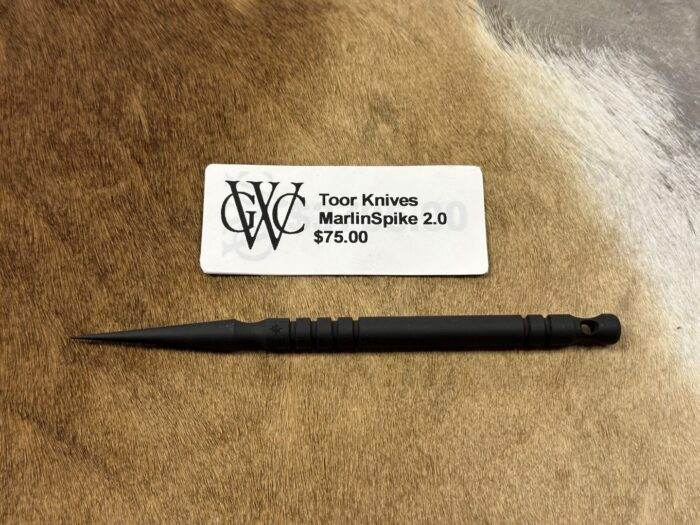 GWC
Toor Knives
MarlinSpike 2.0
$75.00